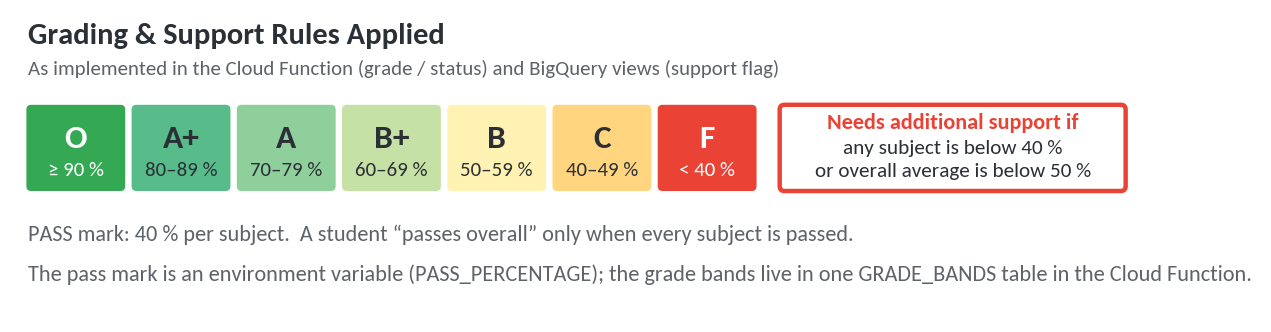 Grading & Support Rules Applied
As implemented in the Cloud Function (grade / status) and BigQuery views (support flag)
O
≥ 90 %
A+
80–89 %
A
70–79 %
B+
60–69 %
B
50–59 %
C
40–49 %
F
< 40 %
Needs additional support if
any subject is below 40 %
or overall average is below 50 %
PASS mark: 40 % per subject.  A student “passes overall” only when every subject is passed.
The pass mark is an environment variable (PASS_PERCENTAGE); the grade bands live in one GRADE_BANDS table in the Cloud Function.